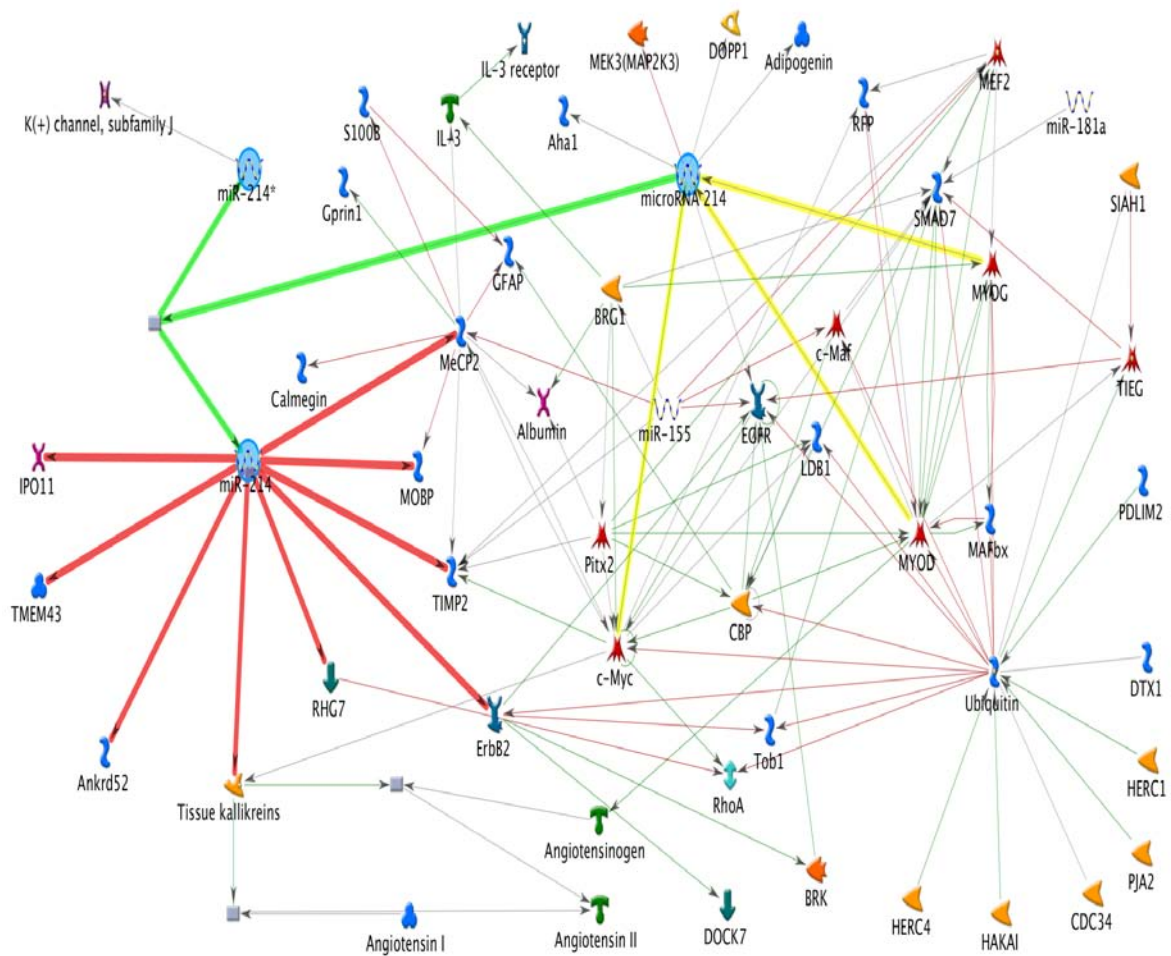 IL-3 receptor
MEK3(MAP2K3)
DOPP1
Adipogenin
MEF2
K(+) channel, subfamily J
S100B
IL-3
Aha1
RFP
miR-181a
miR-214*
Gprin1
microRNA 214
SMAD7
SIAH1
GFAP
BRG1
MYOG
c-Maf
MeCP2
TIEG
Calmegin
Albumin
miR-155
EGFR
LDB1
IPO11
miR-214
MOBP
PDLIM2
Pitx2
MYOD
MAFbx
TMEM43
TIMP2
CBP
c-Myc
RHG7
Ubiquitin
DTX1
ErbB2
Tob1
Ankrd52
RhoA
HERC1
Tissue kallikreins
Angiotensinogen
BRK
PJA2
HERC4
HAKAI
CDC34
Angiotensin I
Angiotensin II
DOCK7